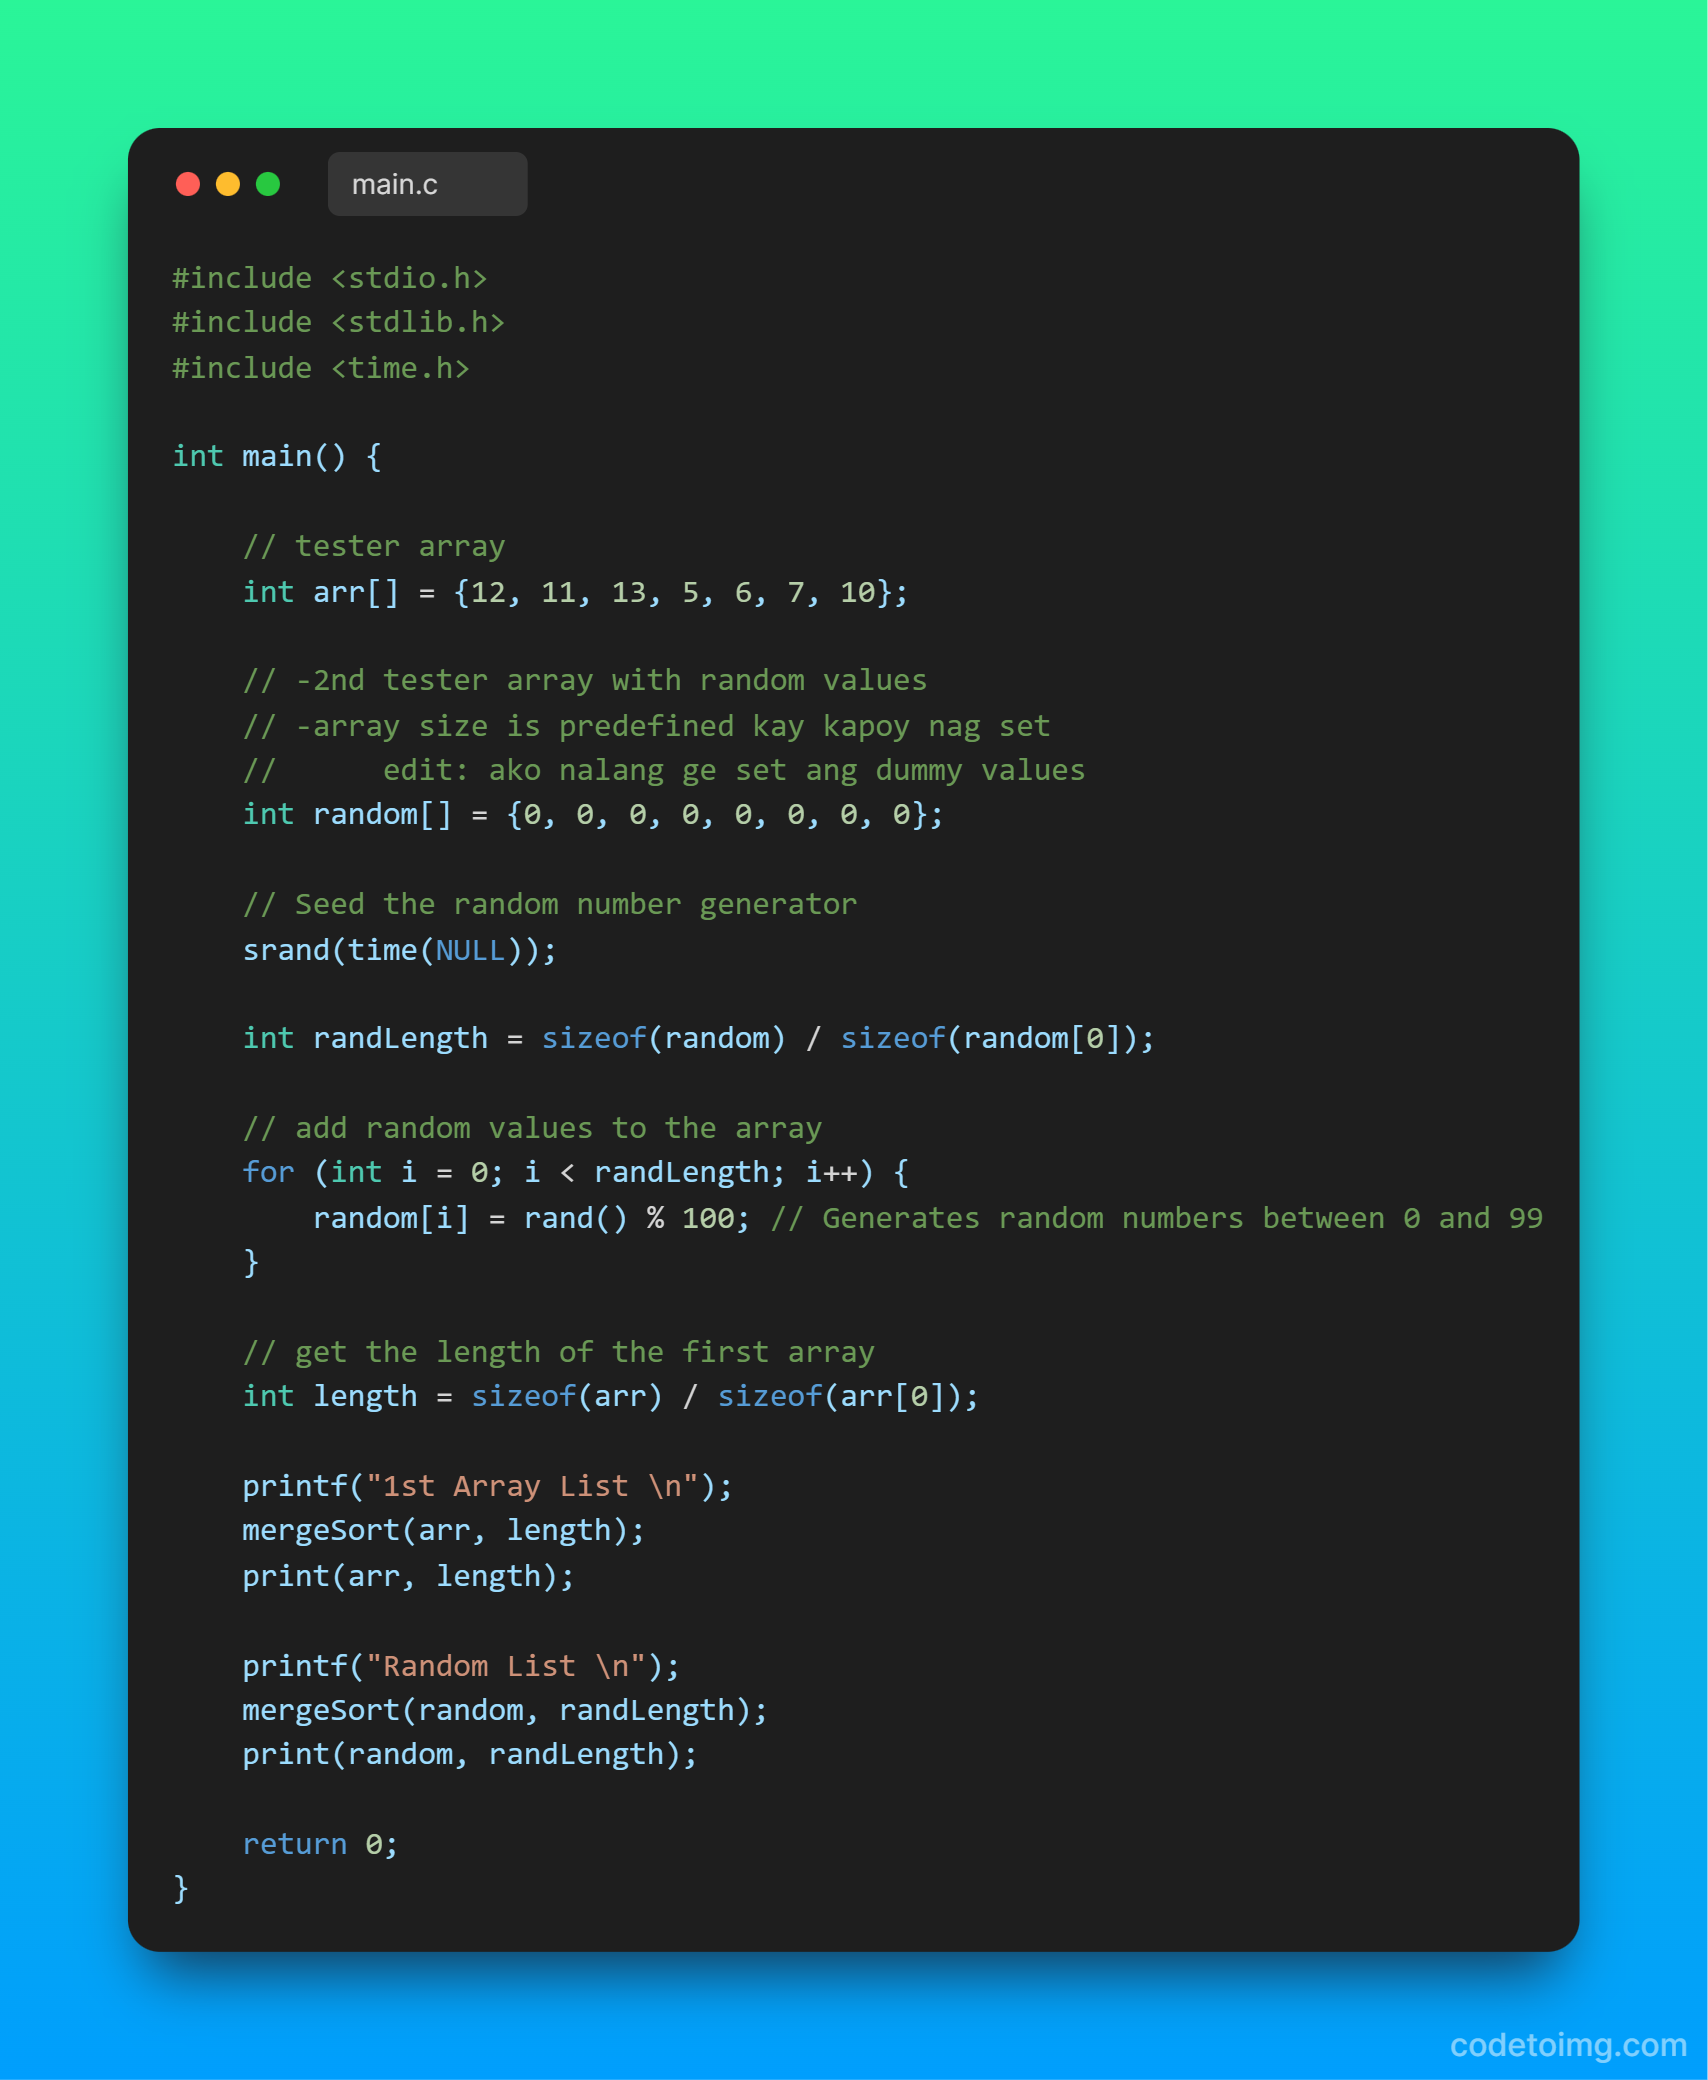 main.c
#include <stdio.h>
#include <stdlib.h>
#include <time.h>
int main() {
// tester array
int arr[] = {12, 11, 13, 5, 6, 7, 10};
// -2nd tester array with random values
// -array size is predefined kay kapoy nag set
//      edit: ako nalang ge set ang dummy values
int random[] = {0, 0, 0, 0, 0, 0, 0, 0};
// Seed the random number generator
srand(time(NULL));
int randLength = sizeof(random) / sizeof(random[0]);
// add random values to the array
for (int i = 0; i < randLength; i++) {
random[i] = rand() % 100; // Generates random numbers between 0 and 99
}
// get the length of the first array
int length = sizeof(arr) / sizeof(arr[0]);
printf("1st Array List \n");
mergeSort(arr, length);
print(arr, length);
printf("Random List \n");
mergeSort(random, randLength);
print(random, randLength);
return 0;
}
codetoimg.com